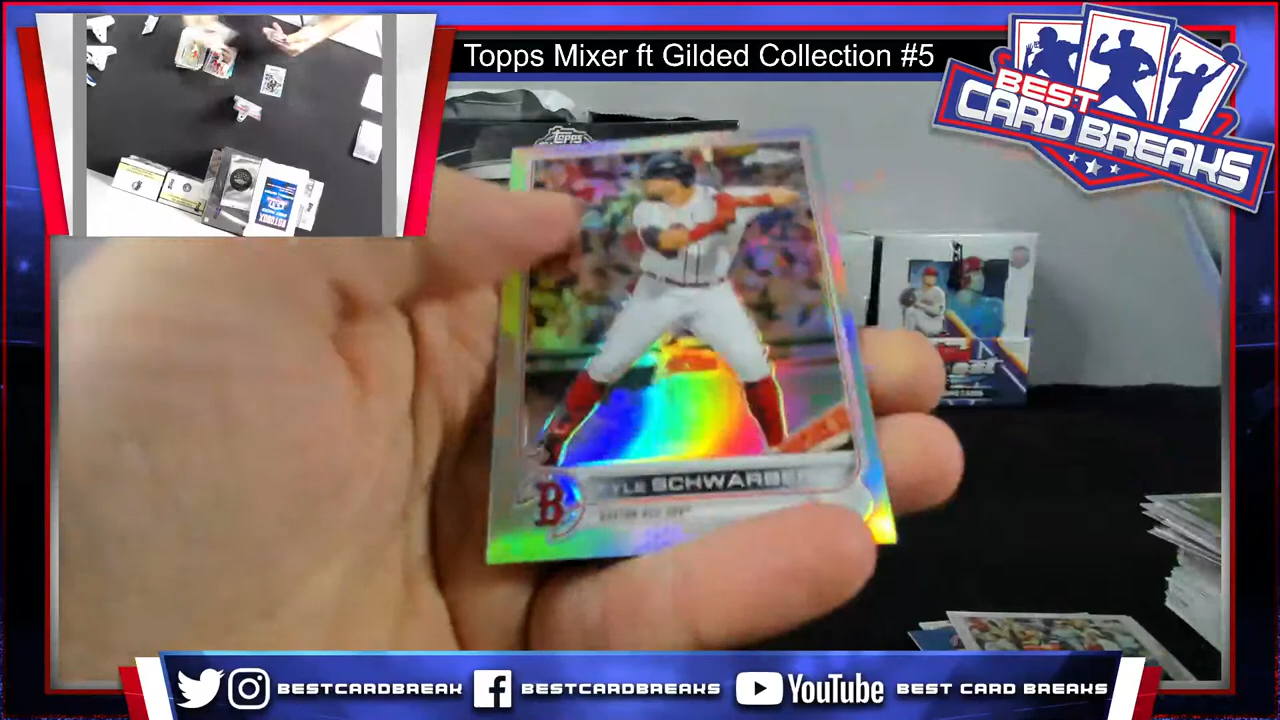 Topps Mixer ft Gilded Collection #5
BEST
CARD BREAKS
Topps
KYLE SCHWARBER
BOSTON RED SOX
B
BESTCARDBREAK
BESTCARDBREAKS
YouTube
BEST CARD BREAKS